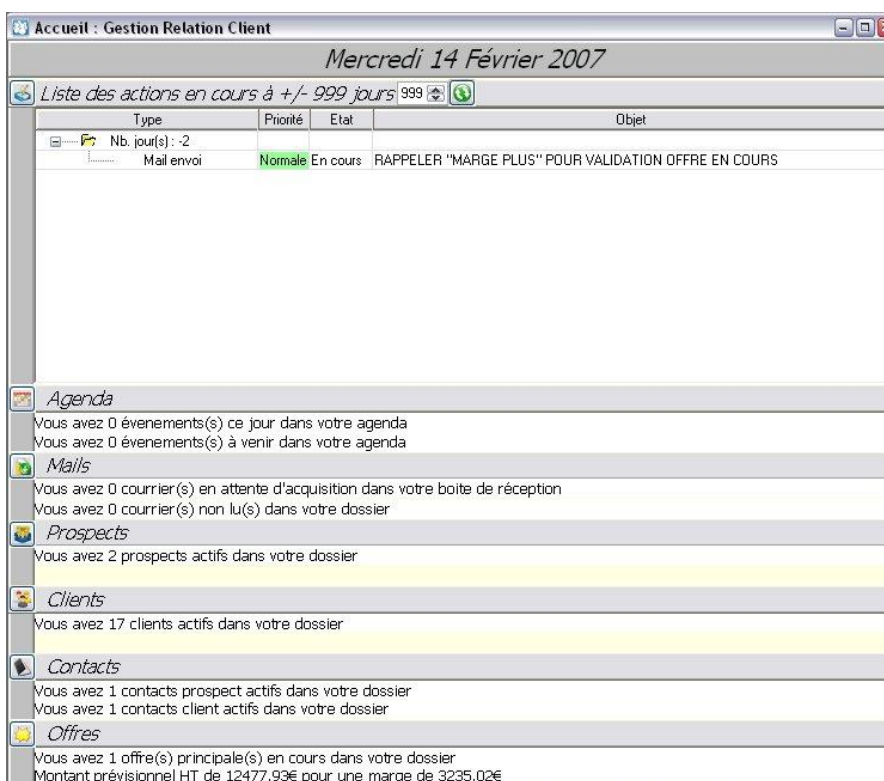 Accueil : Gestion Relation Client
Mercredi 14 Février 2007
Liste des actions en cours à +/- 999 jours 999
Type Priorité Etat Objet
Nb. jour(s) : -2
Mail envoi Normale En cours RAPPELER "MARGE PLUS" POUR VALIDATION OFFRE EN COURS
Agenda
Vous avez 0 évenements(s) ce jour dans votre agenda
Vous avez 0 évenements(s) à venir dans votre agenda
Mails
Vous avez 0 courrier(s) en attente d'acquisition dans votre boite de réception
Vous avez 0 courrier(s) non lu(s) dans votre dossier
Prospects
Vous avez 2 prospects actifs dans votre dossier
Clients
Vous avez 17 clients actifs dans votre dossier
Contacts
Vous avez 1 contacts prospect actifs dans votre dossier
Vous avez 1 contacts client actifs dans votre dossier
Offres
Vous avez 1 offre(s) principale(s) en cours dans votre dossier
Montant prévisionnel HT de 12477.93€ pour une marge de 3235.02€